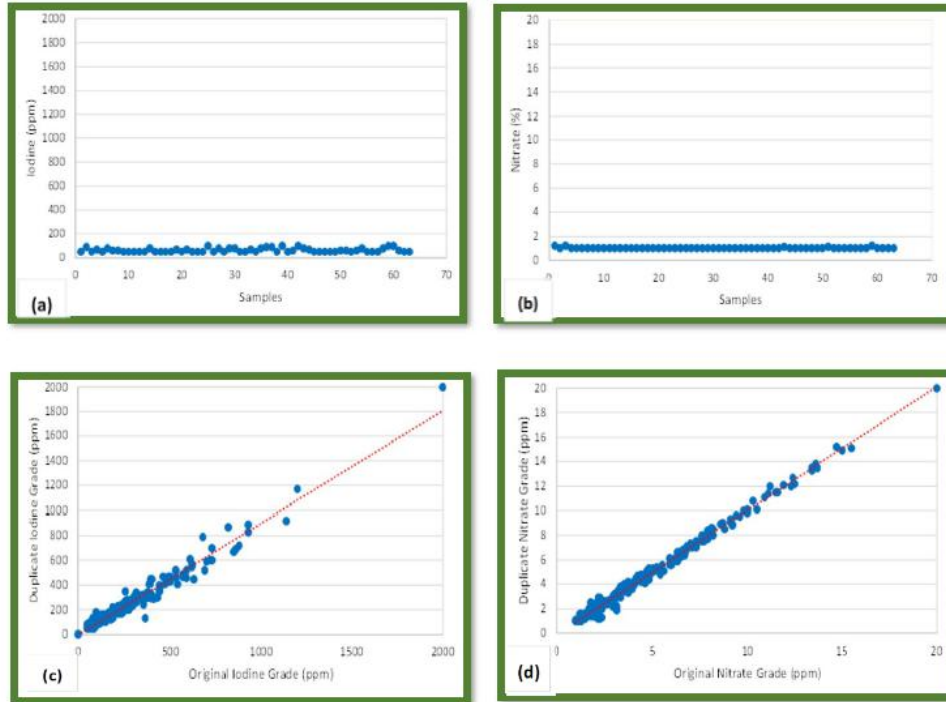 2000
1800
1600
1400
1200
1000
800
600
400
200
0
Iodine (ppm)
0 10 20 30 40 50 60 70
Samples
(a)
20
18
16
14
12
10
8
6
4
2
0
Nitrate (%)
0 10 20 30 40 50 60 70
Samples
(b)
2000
1800
1600
1400
1200
1000
800
600
400
200
0
Duplicate Iodine Grade (ppm)
0 500 1000 1500 2000
Original Iodine Grade (ppm)
(c)
20
18
16
14
12
10
8
6
4
2
0
Duplicate Nitrate Grade (ppm)
0 5 10 15 20
Original Nitrate Grade (ppm)
(d)